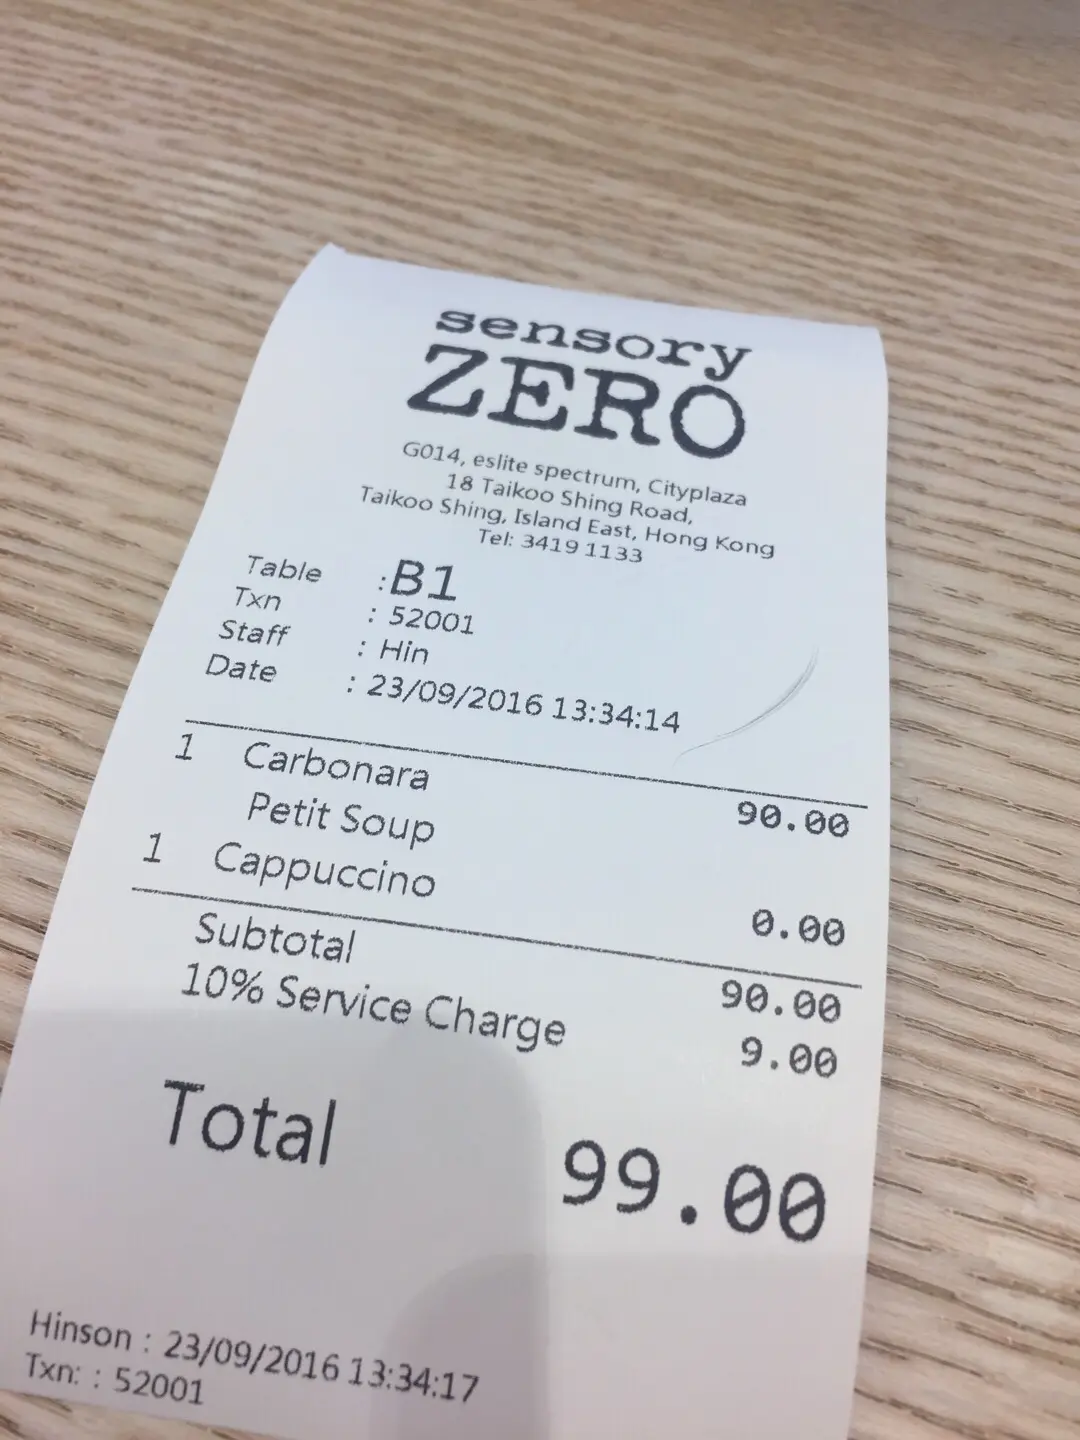 sensory
ZERO
G014, eslite spectrum, Cityplaza
18 Taikoo Shing Road,
Taikoo Shing, Island East, Hong Kong
Tel: 3419 1133
Table :B1
Txn : 52001
Staff : Hin
Date : 23/09/2016 13:34:14
1 Carbonara 90.00
Petit Soup
1 Cappuccino 0.00
Subtotal 90.00
10% Service Charge 9.00
Total 99.00
Hinson : 23/09/2016 13:34:17
Txn: : 52001